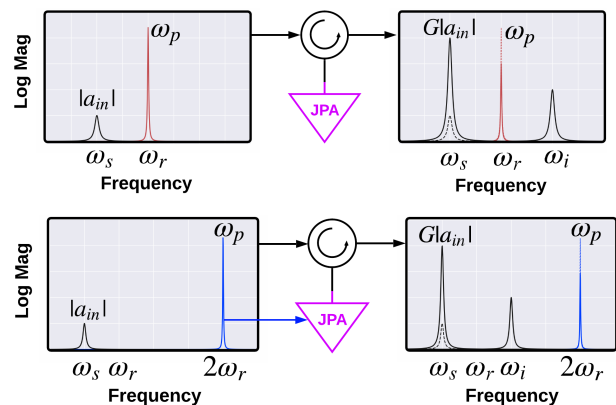 Log Mag
|a_in|
ω_p
ω_s ω_r
Frequency
JPA
G|a_in|
ω_p
ω_s ω_r ω_i
Frequency
Log Mag
|a_in|
ω_p
ω_s ω_r 2ω_r
Frequency
JPA
G|a_in|
ω_p
ω_s ω_r ω_i 2ω_r
Frequency